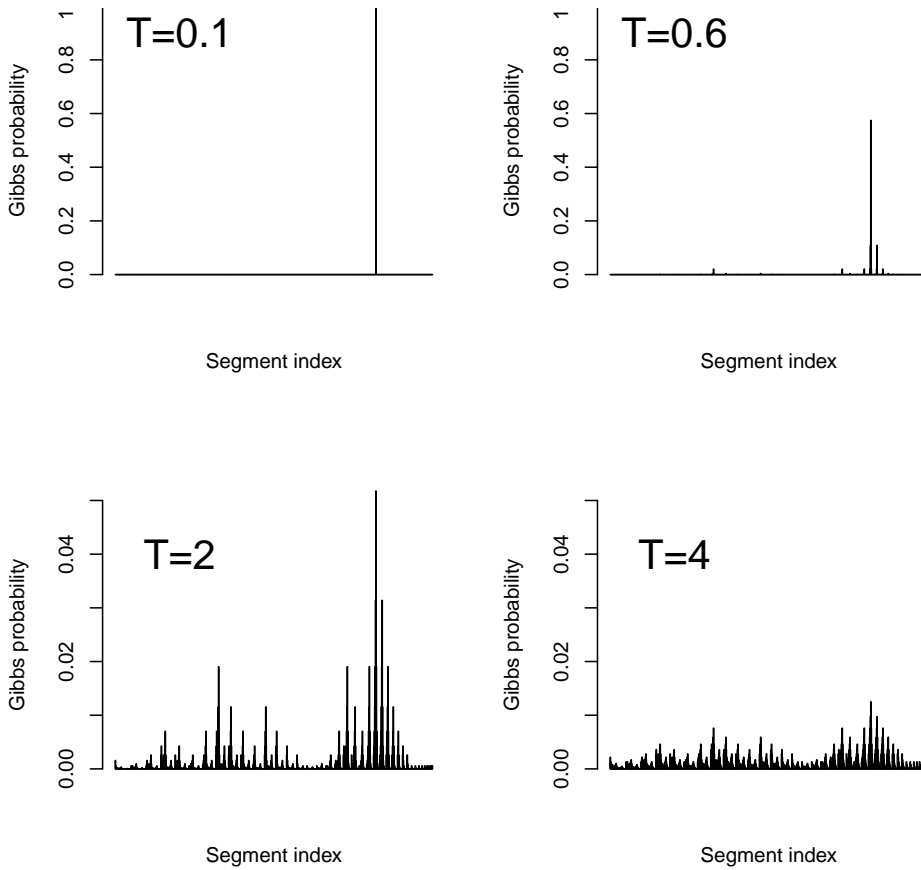 T=0.1
Gibbs probability
0.0 0.2 0.4 0.6 0.8 1
Segment index
T=0.6
Gibbs probability
0.0 0.2 0.4 0.6 0.8 1
Segment index
T=2
Gibbs probability
0.00 0.02 0.04
Segment index
T=4
Gibbs probability
0.00 0.02 0.04
Segment index